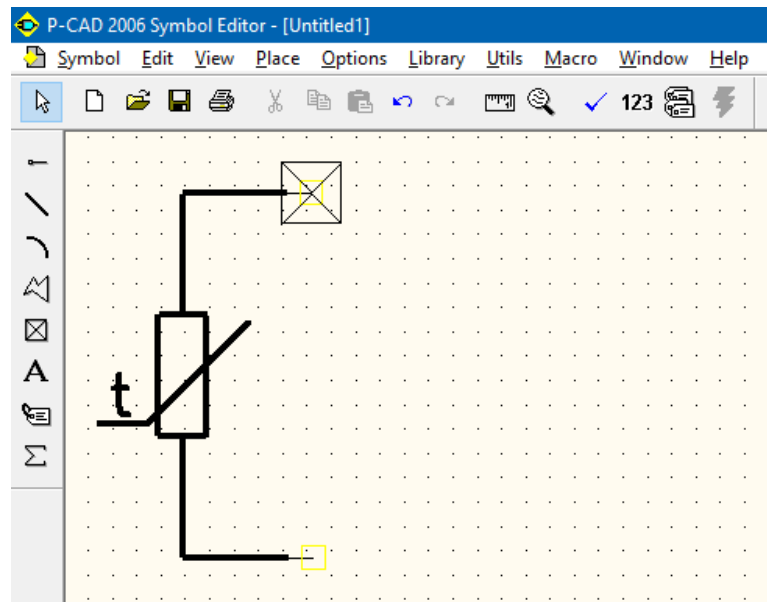 P-CAD 2006 Symbol Editor - [Untitled1]
Symbol Edit View Place Options Library Utils Macro Window Help
123
A
t
Σ